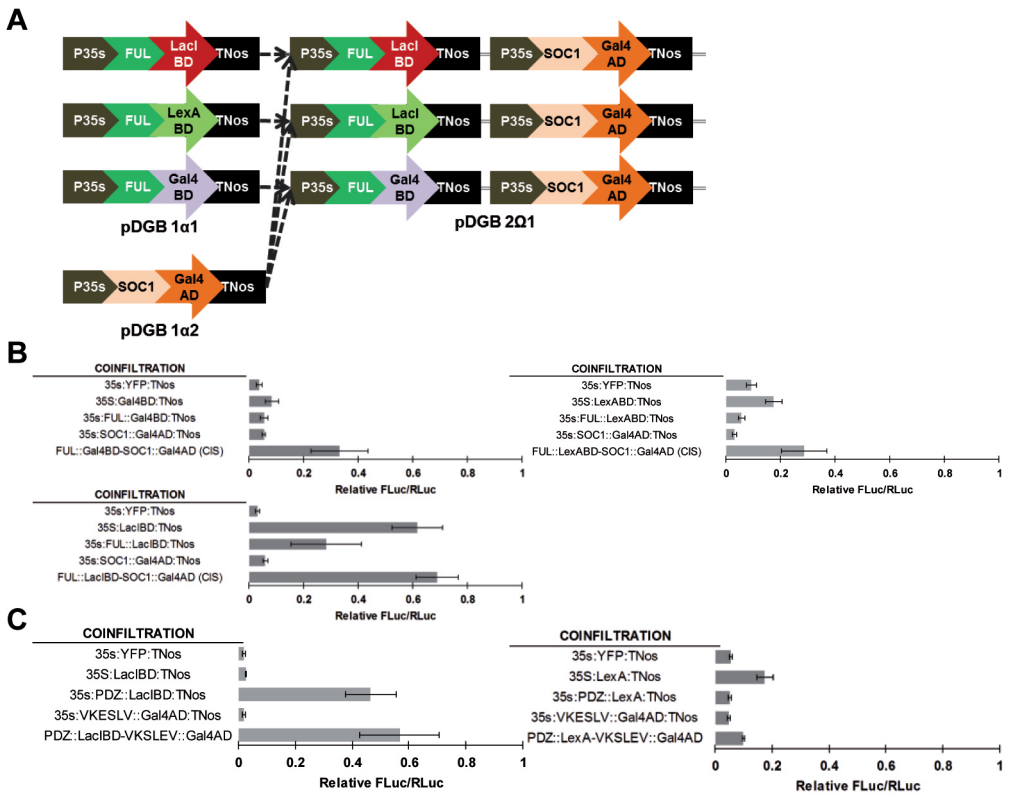 A
P35s FUL LacI BD TNos P35s FUL LacI BD TNos P35s SOC1 Gal4 AD TNos
P35s FUL LexA BD TNos P35s FUL LacI BD TNos P35s SOC1 Gal4 AD TNos
P35s FUL Gal4 BD TNos P35s FUL Gal4 BD TNos P35s SOC1 Gal4 AD TNos
pDGB 1α1
pDGB 2Ω1
P35s SOC1 Gal4 AD TNos
pDGB 1α2
B
COINFILTRATION
35s:YFP:TNos
35S:Gal4BD:TNos
35s:FUL::Gal4BD:TNos
35s:SOC1::Gal4AD:TNos
FUL::Gal4BD-SOC1::Gal4AD (CIS)
0 0.2 0.4 0.6 0.8 1
Relative FLuc/RLuc
COINFILTRATION
35s:YFP:TNos
35S:LexABD:TNos
35s:FUL::LexABD:TNos
35s:SOC1::Gal4AD:TNos
FUL::LexABD-SOC1::Gal4AD (CIS)
0 0.2 0.4 0.6 0.8 1
Relative FLuc/RLuc
COINFILTRATION
35s:YFP:TNos
35S:LacIBD:TNos
35s:FUL::LacIBD:TNos
35s:SOC1::Gal4AD:TNos
FUL::LacIBD-SOC1::Gal4AD (CIS)
0 0.2 0.4 0.6 0.8 1
Relative FLuc/RLuc
C
COINFILTRATION
35s:YFP:TNos
35S:LacIBD:TNos
35s:PDZ::LacIBD:TNos
35s:VKESLV::Gal4AD:TNos
PDZ::LacIBD-VKSLEV::Gal4AD
0 0.2 0.4 0.6 0.8 1
Relative FLuc/RLuc
COINFILTRATION
35s:YFP:TNos
35S:LexA:TNos
35s:PDZ::LexA:TNos
35s:VKESLV::Gal4AD:TNos
PDZ::LexA-VKSLEV::Gal4AD
0 0.2 0.4 0.6 0.8 1
Relative FLuc/RLuc